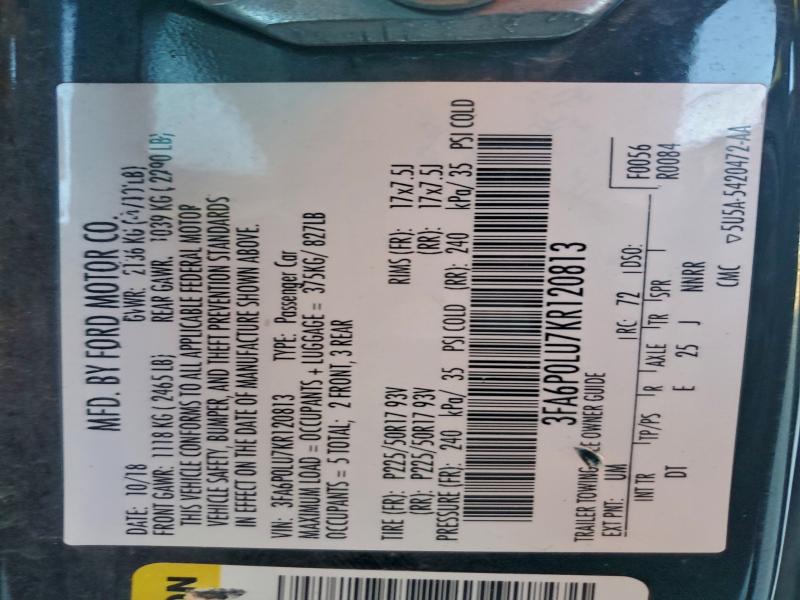 MFD. BY FORD MOTOR CO.
DATE: 10/18 GVWR: 2136 KG
FRONT GAWR: 1118 KG ( 2465 LB) REAR GAWR: 1039 KG ( 2290 LB)
THIS VEHICLE CONFORMS TO ALL APPLICABLE FEDERAL MOTOR
VEHICLE SAFETY, BUMPER, AND THEFT PREVENTION STANDARDS
IN EFFECT ON THE DATE OF MANUFACTURE SHOWN ABOVE.
VIN: 3FA6P0LU7KR120813 TYPE: Passenger Car
MAXIMUM LOAD = OCCUPANTS + LUGGAGE = 375KG/ 827LB
OCCUPANTS = 5 TOTAL; 2 FRONT, 3 REAR
TIRE (FR): P225/50R17 93V RIMS (FR): 17x7.5J
(RR): P225/50R17 93V (RR): 17x7.5J
PRESSURE (FR): 240 kPa/ 35 PSI COLD (RR): 240 kPa/ 35 PSI COLD
3FA6P0LU7KR120813
TRAILER TOWING OWNER GUIDE
EXT PNT: UM RC: 72 DSO: F0056
R0084
INT TR TP/PS R AXLE TR SPR
DT E 25 J NNRR
CMC ▽5U5A-5420472-AA
ON